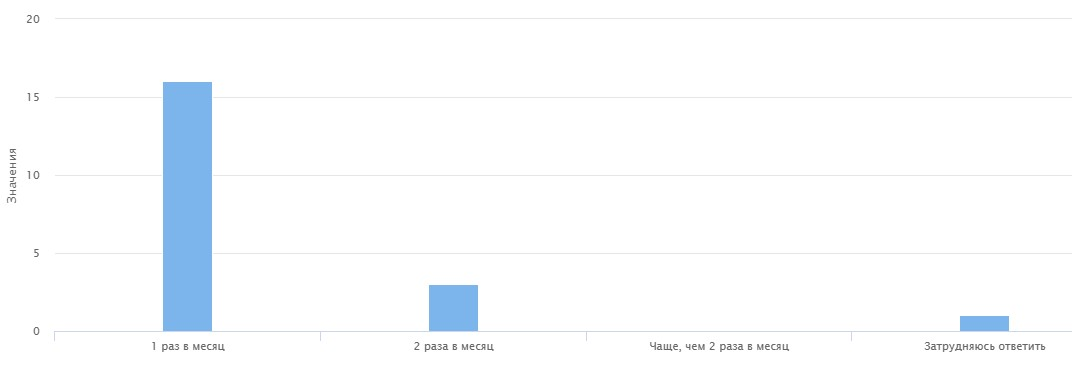 20
15
10
5
0
Значения
1 раз в месяц
2 раза в месяц
Чаще, чем 2 раза в месяц
Затрудняюсь ответить